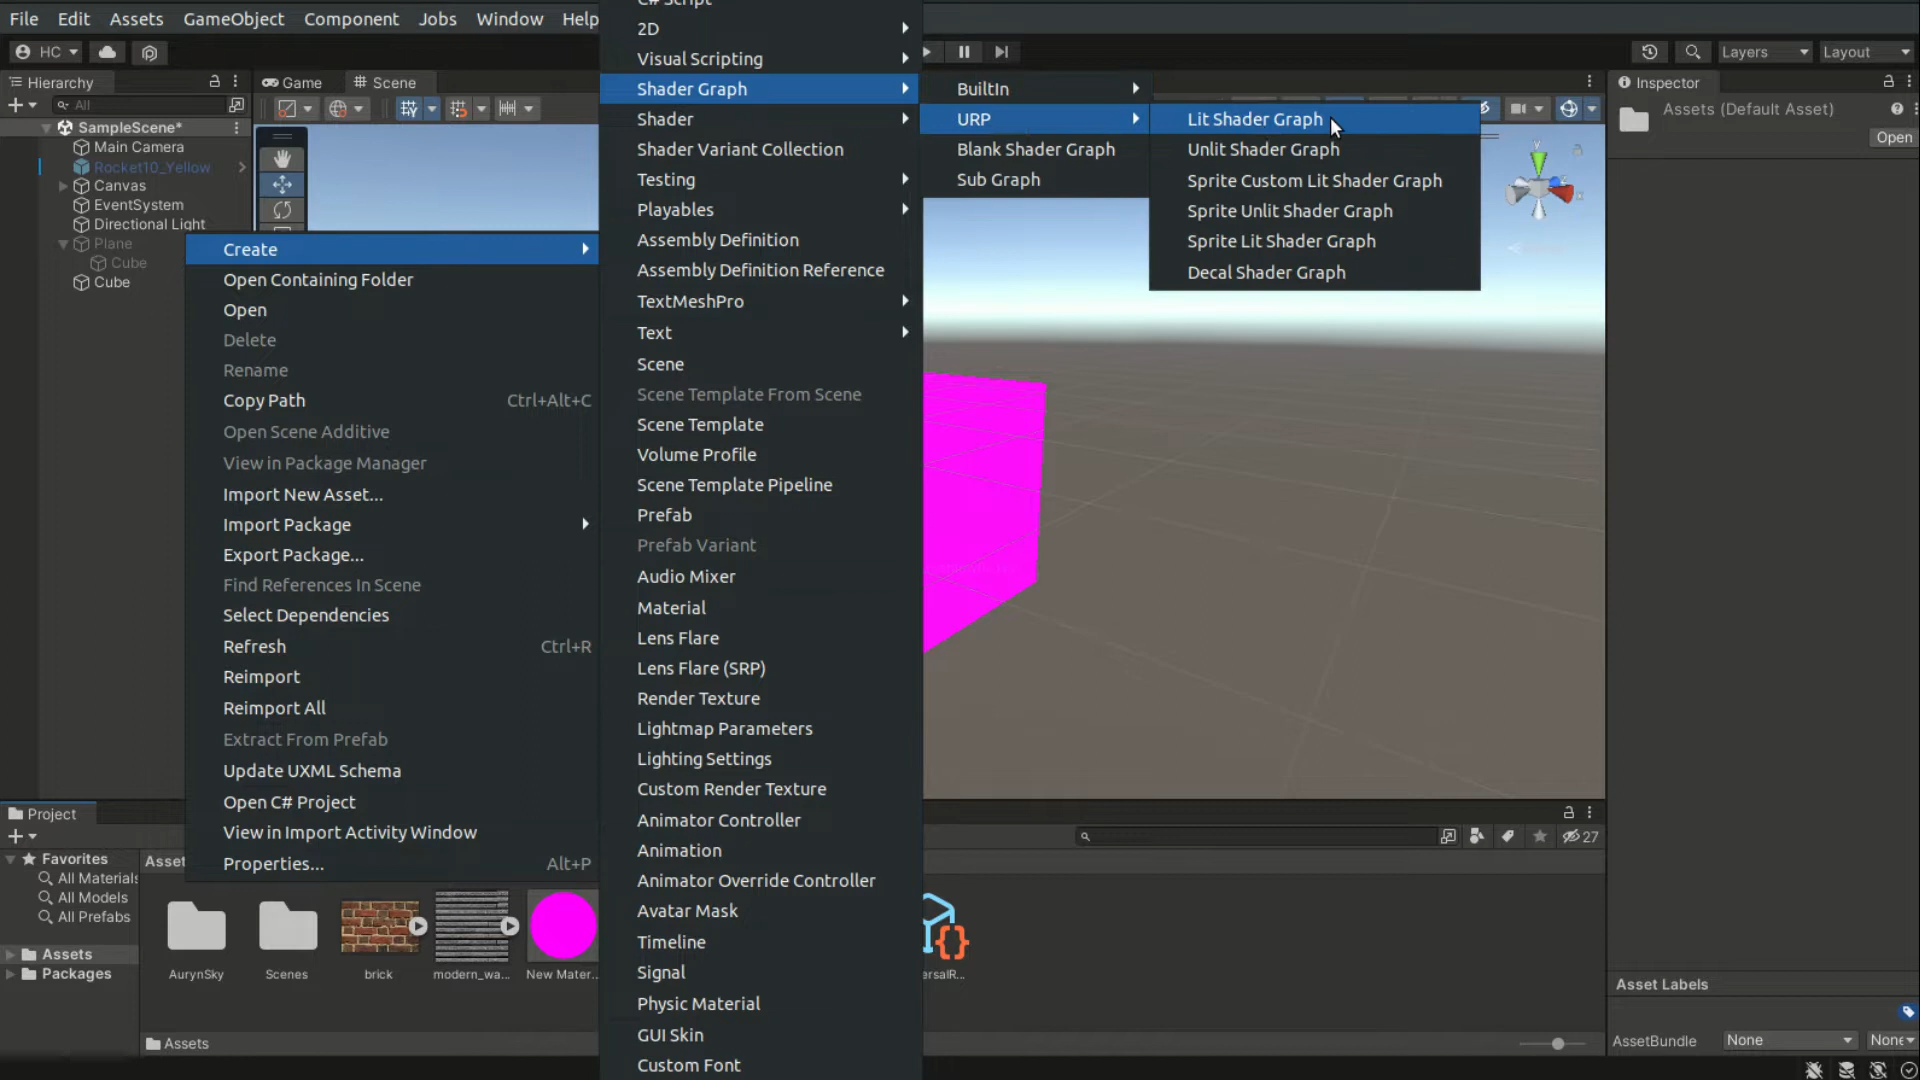 File Edit Assets GameObject Component Jobs Window Help
HC
Layers
Layout
Hierarchy
All
SampleScene*
Main Camera
Rocket10_Yellow
Canvas
EventSystem
Directional Light
Plane
Cube
Cube
Game
Scene
Create
Open Containing Folder
Open
Delete
Rename
Copy Path Ctrl+Alt+C
Open Scene Additive
View in Package Manager
Import New Asset...
Import Package
Export Package...
Find References In Scene
Select Dependencies
Refresh Ctrl+R
Reimport
Reimport All
Extract From Prefab
Update UXML Schema
Open C# Project
View in Import Activity Window
Properties... Alt+P
C# Script
2D
Visual Scripting
Shader Graph
Shader
Shader Variant Collection
Testing
Playables
Assembly Definition
Assembly Definition Reference
TextMeshPro
Text
Scene
Scene Template From Scene
Scene Template
Volume Profile
Scene Template Pipeline
Prefab
Prefab Variant
Audio Mixer
Material
Lens Flare
Lens Flare (SRP)
Render Texture
Lightmap Parameters
Lighting Settings
Custom Render Texture
Animator Controller
Animation
Animator Override Controller
Avatar Mask
Timeline
Signal
Physic Material
GUI Skin
Custom Font
BuiltIn
URP
Blank Shader Graph
Sub Graph
Lit Shader Graph
Unlit Shader Graph
Sprite Custom Lit Shader Graph
Sprite Unlit Shader Graph
Sprite Lit Shader Graph
Decal Shader Graph
Inspector
Assets (Default Asset)
Open
Project
27
Favorites
All Materials
All Models
All Prefabs
Assets
Packages
Asset
AurynSky
Scenes
brick
modern_wa...
New Mater...
ersalR...
Assets
Asset Labels
AssetBundle None None